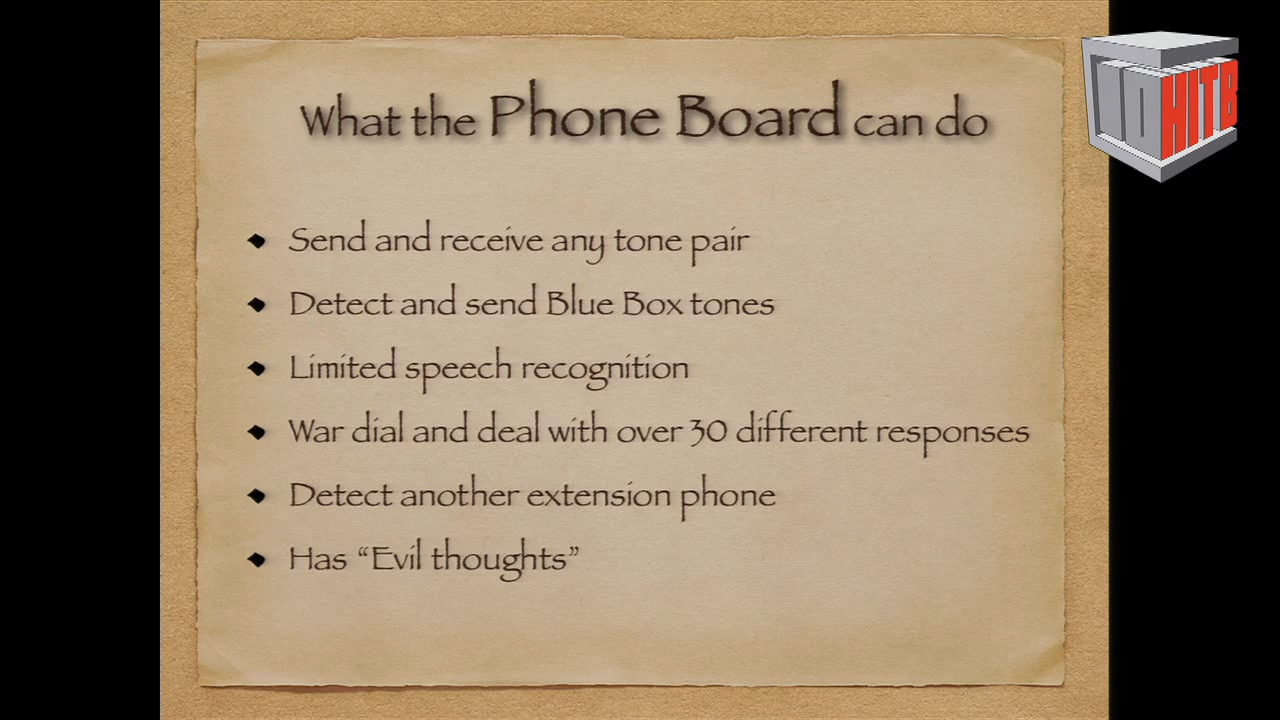 What the Phone Board can do
Send and receive any tone pair
Detect and send Blue Box tones
Limited speech recognition
War dial and deal with over 30 different responses
Detect another extension phone
Has “Evil thoughts”
10 HITB